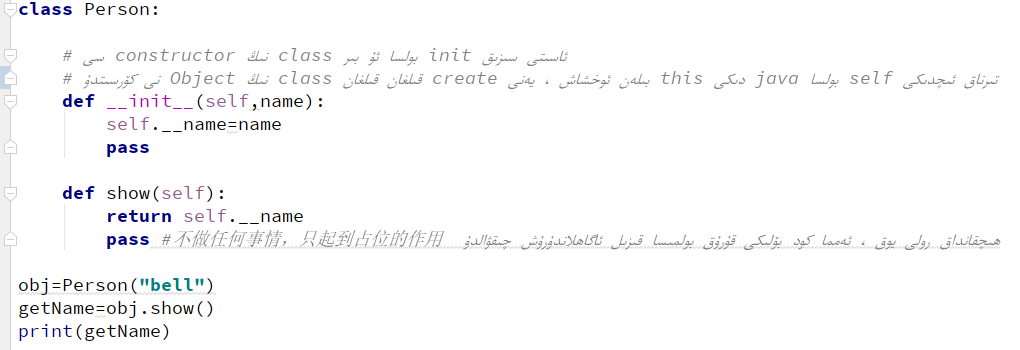 class Person:
# ئاستى سىزىق init بولسا ئۇ بىر class نىڭ constructor سى
# تىرناق ئىچدىكى self بولسا java دىكى this بىلەن ئوخشاش ، يەنى create قىلغان قىلغان class نىڭ Object نى كۆرسىتىدۇ
def __init__(self,name):
self.__name=name
pass
def show(self):
return self.__name
pass #不做任何事情，只起到占位的作用 ھىچقانداق رولى يوق ، ئەمما كود بۆلىكى قۇرۇق بولمىسا قىزىل ئاگاھلاندۇرۇش چىقىۋالدۇ
obj=Person("bell")
getName=obj.show()
print(getName)